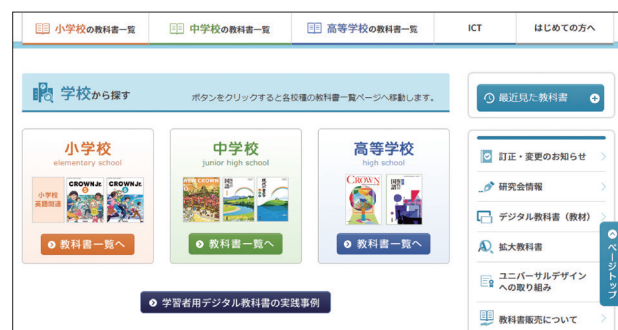 小学校の教科書一覧
中学校の教科書一覧
高等学校の教科書一覧
ICT
はじめての方へ
学校から探す
ボタンをクリックすると各校種の教科書一覧ページへ移動します。
小学校
elementary school
小学校
英語関連
CROWN Jr.
CROWN Jr.
教科書一覧へ
中学校
junior high school
NEW CROWN
教科書一覧へ
高等学校
high school
CROWN
教科書一覧へ
学習者用デジタル教科書の実践事例
最近見た教科書
訂正・変更のお知らせ
研究会情報
デジタル教科書（教材）
拡大教科書
ユニバーサルデザイン
への取り組み
教科書販売について
ページトップ